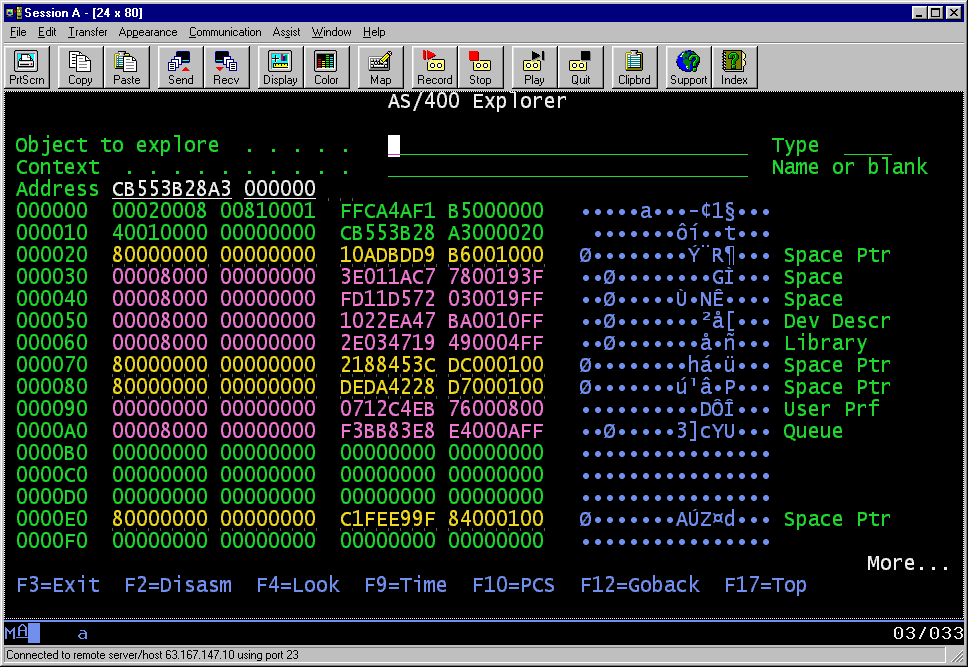 Session A - [24 x 80]
File Edit Transfer Appearance Communication Assist Window Help
PrtScrn Copy Paste Send Recv Display Color Map Record Stop Play Quit Clipbrd Support Index
AS/400 Explorer
Object to explore . . . . . Type
Context . . . . . . . . . . Name or blank
Address CB553B28A3 000000
000000 00020008 00810001 FFCA4AF1 B5000000 •••••a•••–¢1§•••
000010 40010000 00000000 CB553B28 A3000020 •••••••ôí••t•••
000020 80000000 00000000 10ADBDD9 B6001000 Ø••••••••Ý¨R¶••• Space Ptr
000030 00008000 00000000 3E011AC7 7800193F ••Ø••••••••GÌ••• Space
000040 00008000 00000000 FD11D572 030019FF ••Ø•••••Ù•NÊ•••• Space
000050 00008000 00000000 1022EA47 BA0010FF ••Ø•••••••²å[••• Dev Descr
000060 00008000 00000000 2E034719 490004FF ••Ø•••••••å•ñ••• Library
000070 80000000 00000000 2188453C DC000100 Ø••••••••há•ü••• Space Ptr
000080 80000000 00000000 DEDA4228 D7000100 Ø•••••••ú¹â•P••• Space Ptr
000090 00000000 00000000 0712C4EB 76000800 ••••••••••DÔÎ••• User Prf
0000A0 00008000 00000000 F3BB83E8 E4000AFF ••Ø•••••3]cYU••• Queue
0000B0 00000000 00000000 00000000 00000000 ••••••••••••••••
0000C0 00000000 00000000 00000000 00000000 ••••••••••••••••
0000D0 00000000 00000000 00000000 00000000 ••••••••••••••••
0000E0 80000000 00000000 C1FEE99F 84000100 Ø•••••••AÚZ¤d••• Space Ptr
0000F0 00000000 00000000 00000000 00000000 ••••••••••••••••
More...
F3=Exit F2=Disasm F4=Look F9=Time F10=PCS F12=Goback F17=Top
MA a 03/033
Connected to remote server/host 63.167.147.10 using port 23